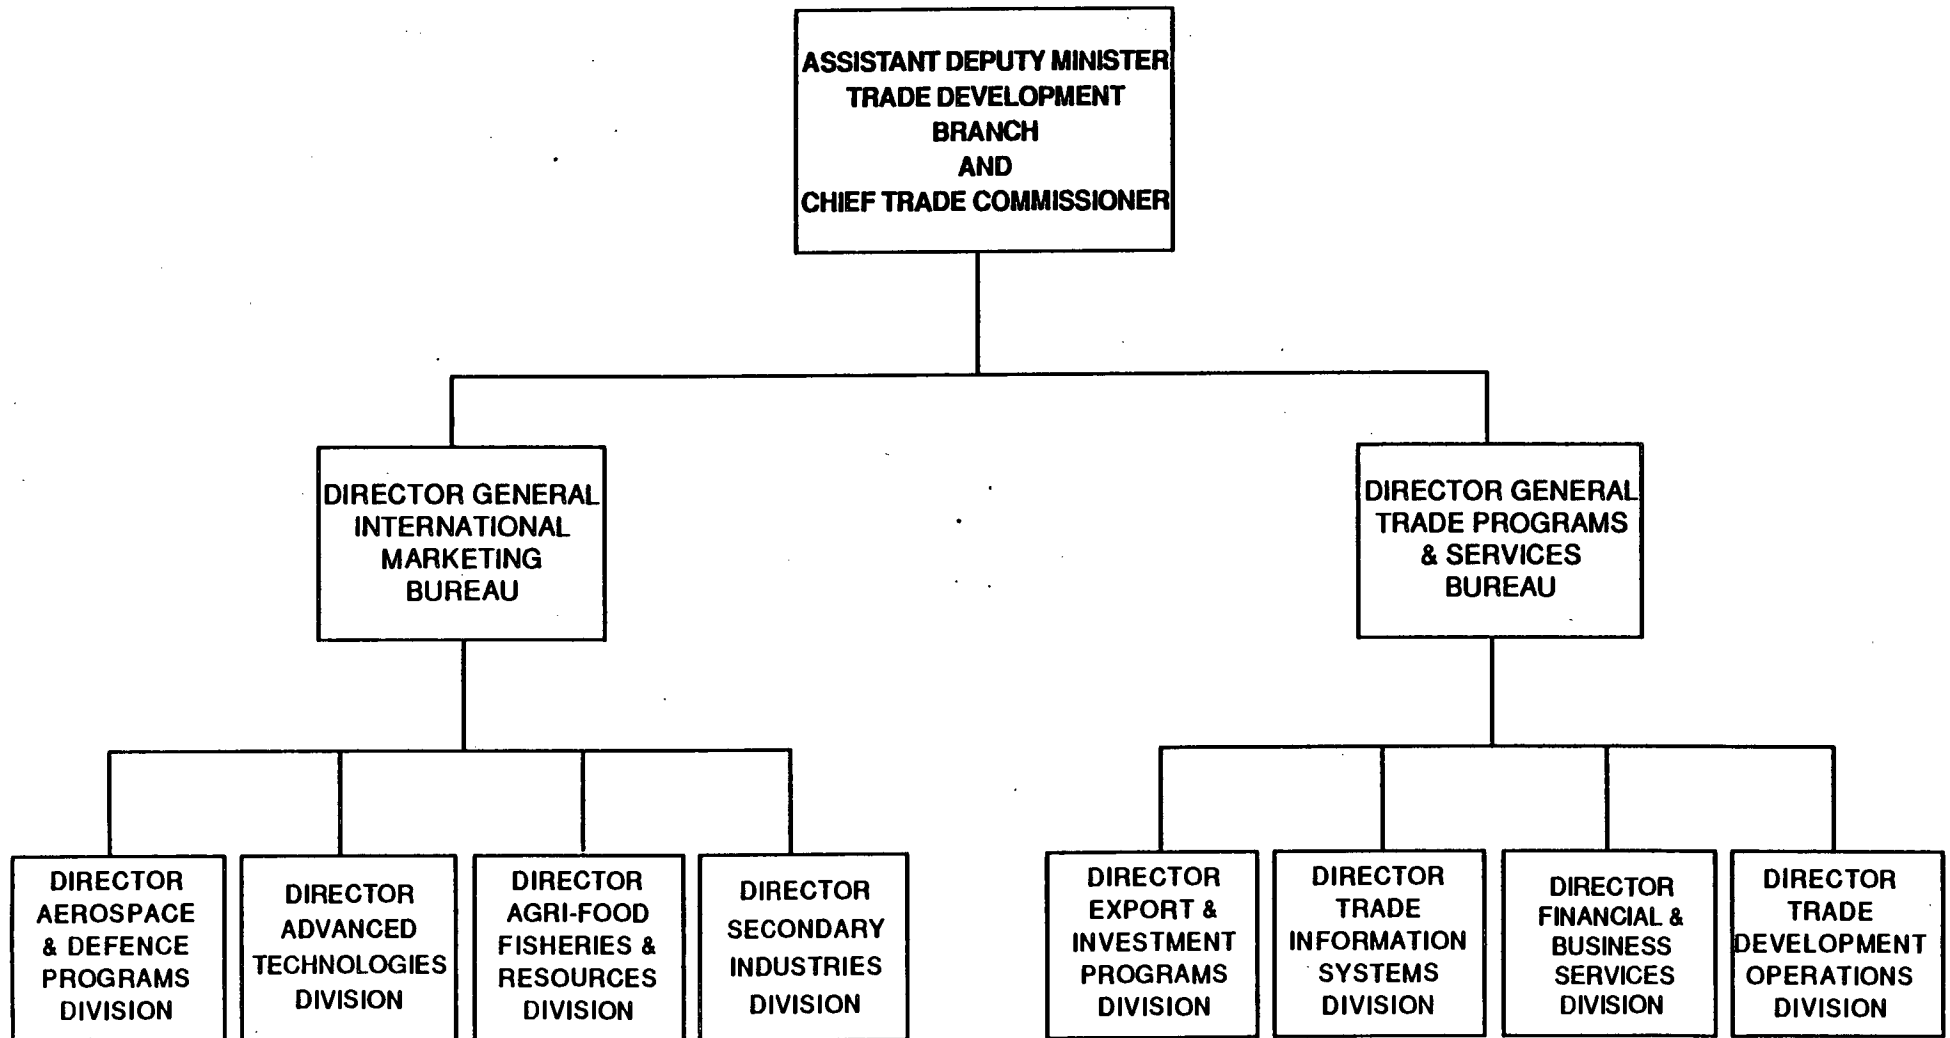 ASSISTANT DEPUTY MINISTER
TRADE DEVELOPMENT
BRANCH
AND
CHIEF TRADE COMMISSIONER
DIRECTOR GENERAL
INTERNATIONAL
MARKETING
BUREAU
DIRECTOR GENERAL
TRADE PROGRAMS
& SERVICES
BUREAU
DIRECTOR
AEROSPACE
& DEFENCE
PROGRAMS
DIVISION
DIRECTOR
ADVANCED
TECHNOLOGIES
DIVISION
DIRECTOR
AGRI-FOOD
FISHERIES &
RESOURCES
DIVISION
DIRECTOR
SECONDARY
INDUSTRIES
DIVISION
DIRECTOR
EXPORT &
INVESTMENT
PROGRAMS
DIVISION
DIRECTOR
TRADE
INFORMATION
SYSTEMS
DIVISION
DIRECTOR
FINANCIAL &
BUSINESS
SERVICES
DIVISION
DIRECTOR
TRADE
DEVELOPMENT
OPERATIONS
DIVISION